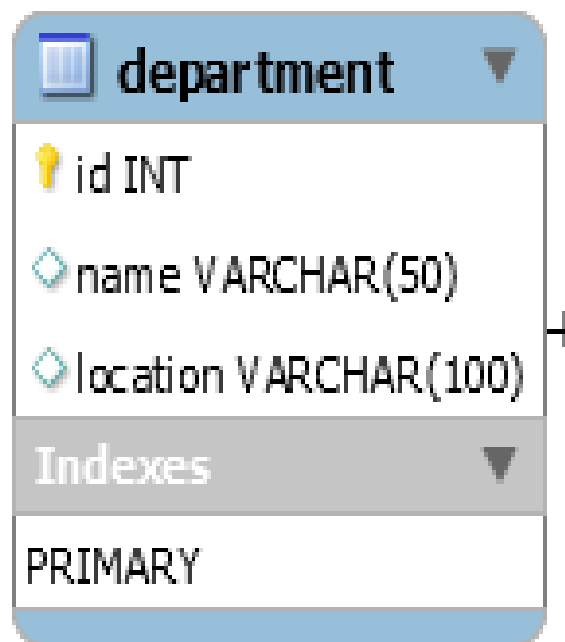 department
id INT
name VARCHAR(50)
location VARCHAR(100)
Indexes
PRIMARY